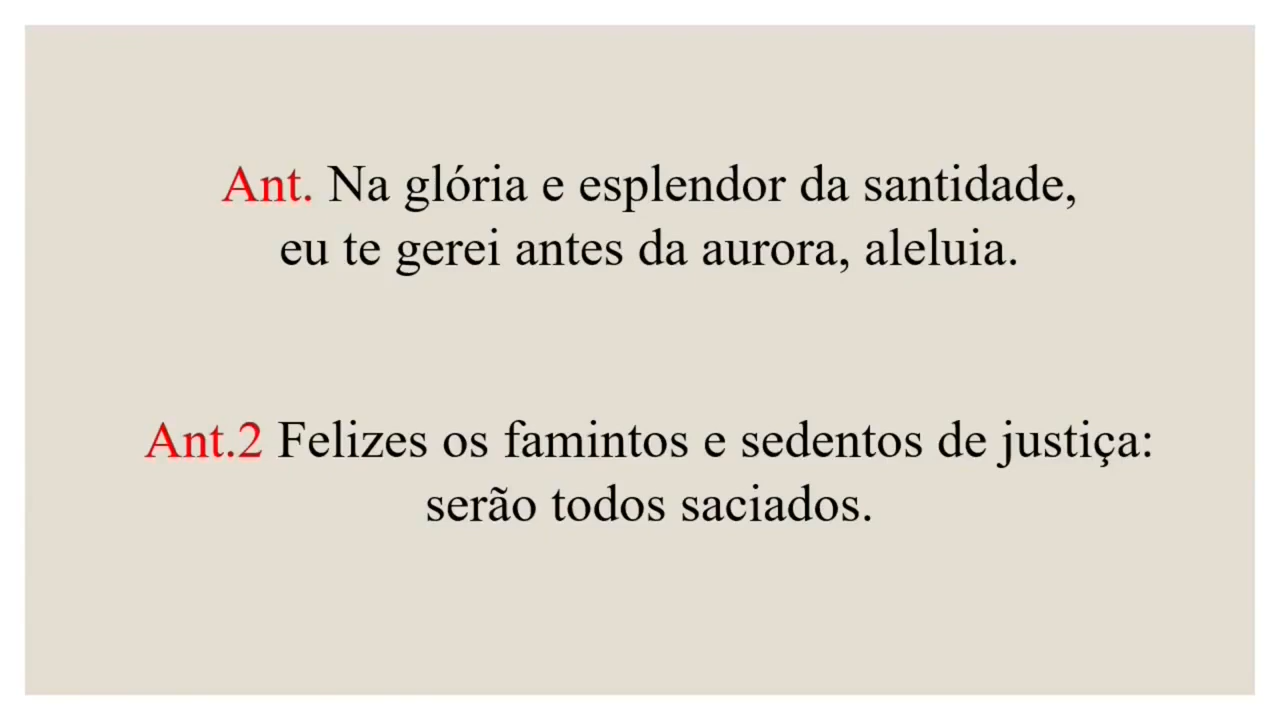 Ant. Na glória e esplendor da santidade,
eu te gerei antes da aurora, aleluia.
Ant.2 Felizes os famintos e sedentos de justiça:
serão todos saciados.